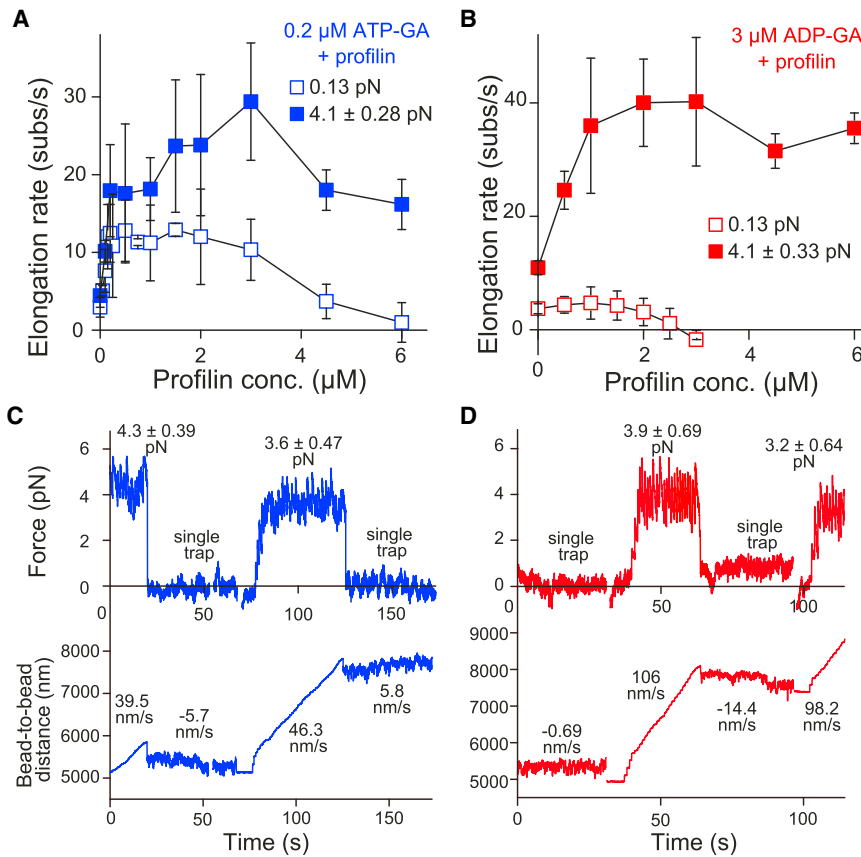 A
0.2 µM ATP-GA
+ profilin
0.13 pN
4.1 ± 0.28 pN
Elongation rate (subs/s)
30
20
10
0
0
2
4
6
Profilin conc. (µM)
B
3 µM ADP-GA
+ profilin
0.13 pN
4.1 ± 0.33 pN
Elongation rate (subs/s)
40
20
0
0
2
4
6
Profilin conc. (µM)
C
4.3 ± 0.39
pN
3.6 ± 0.47
pN
single
trap
single
trap
Force (pN)
6
4
2
0
0
50
100
150
Bead-to-bead
distance (nm)
8000
7000
6000
5000
39.5
nm/s
-5.7
nm/s
46.3
nm/s
5.8
nm/s
0
50
100
150
Time (s)
D
3.9 ± 0.69
pN
3.2 ± 0.64
pN
single
trap
single
trap
6
4
2
0
0
50
100
9000
8000
7000
6000
5000
-0.69
nm/s
106
nm/s
-14.4
nm/s
98.2
nm/s
0
50
100
Time (s)